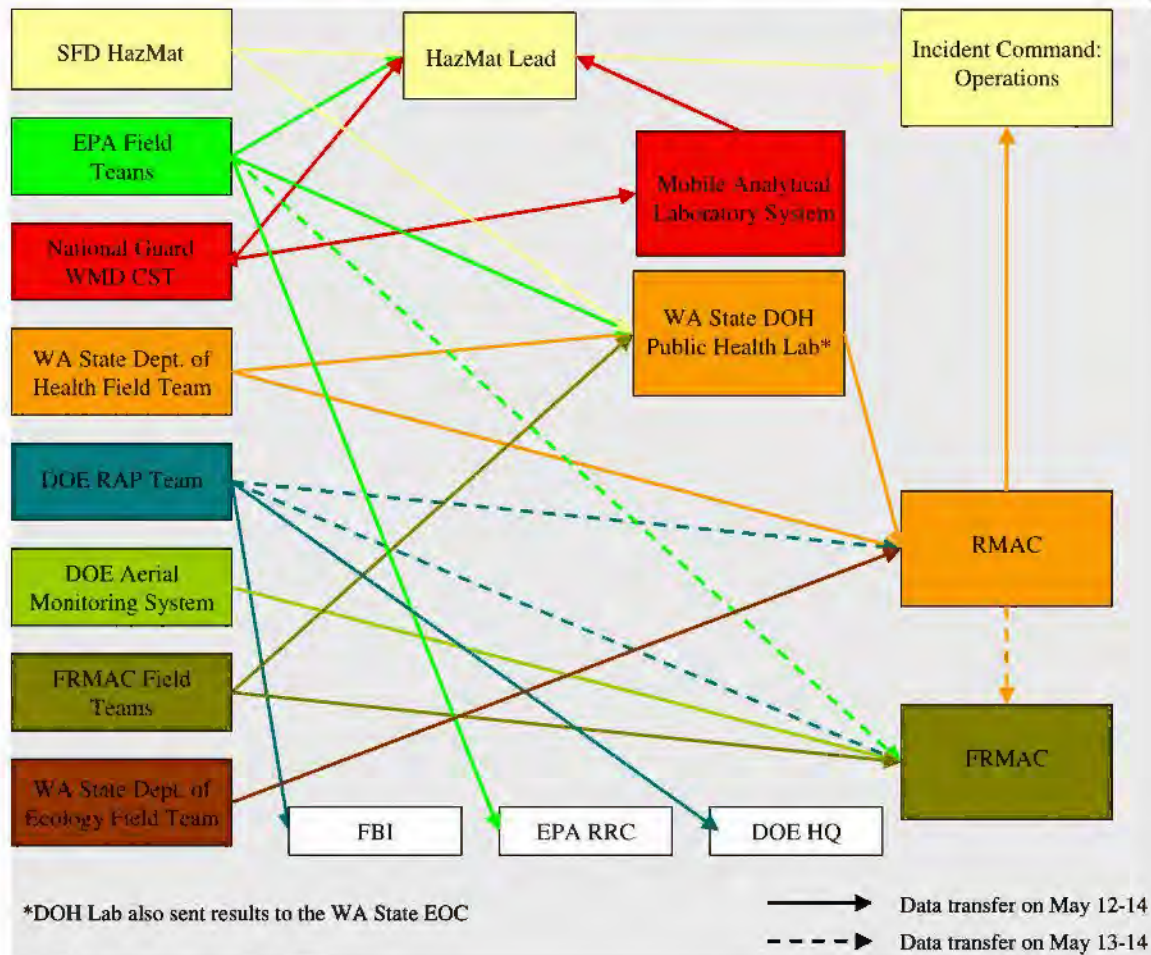 SFD HazMat
HazMat Lead
Incident Command:
Operations
EPA Field
Teams
Mobile Analytical
Laboratory System
National Guard
WMD CST
WA State DOH
Public Health Lab*
WA State Dept. of
Health Field Team
DOE RAP Team
RMAC
DOE Aerial
Monitoring System
FRMAC Field
Teams
FRMAC
WA State Dept. of
Ecology Field Team
FBI
EPA RRC
DOE HQ
*DOH Lab also sent results to the WA State EOC
Data transfer on May 12-14
Data transfer on May 13-14